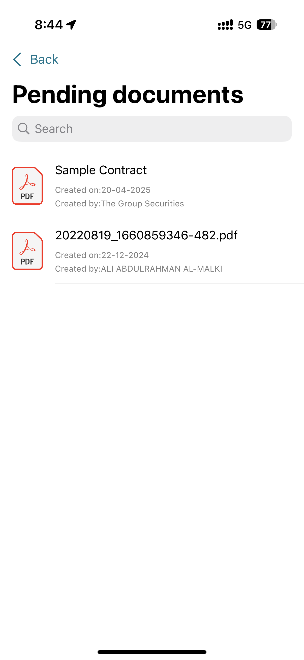 8:44
5G 77
Back
Pending documents
Search
PDF
Sample Contract
Created on:20-04-2025
Created by:The Group Securities
PDF
20220819_1660859346-482.pdf
Created on:22-12-2024
Created by:ALI ABDULRAHMAN AL-MALKI